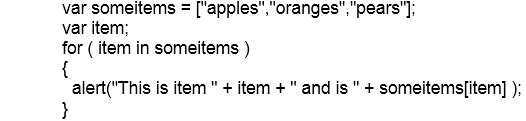 var someitems = ["apples","oranges","pears"];
var item;
for ( item in someitems )
{
alert("This is item " + item + " and is " + someitems[item] );
}